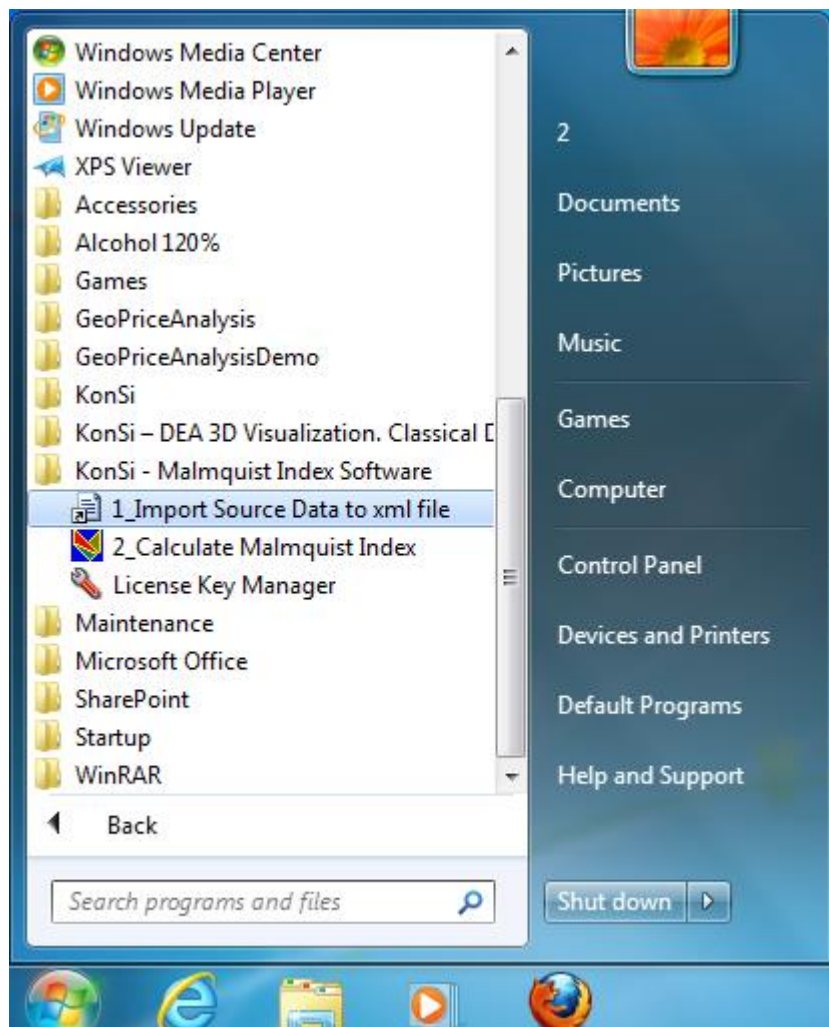 Windows Media Center
Windows Media Player
Windows Update
XPS Viewer
Accessories
Alcohol 120%
Games
GeoPriceAnalysis
GeoPriceAnalysisDemo
KonSi
KonSi – DEA 3D Visualization. Classical D
KonSi - Malmquist Index Software
1_Import Source Data to xml file
2_Calculate Malmquist Index
License Key Manager
Maintenance
Microsoft Office
SharePoint
Startup
WinRAR
Back
Search programs and files
2
Documents
Pictures
Music
Games
Computer
Control Panel
Devices and Printers
Default Programs
Help and Support
Shut down